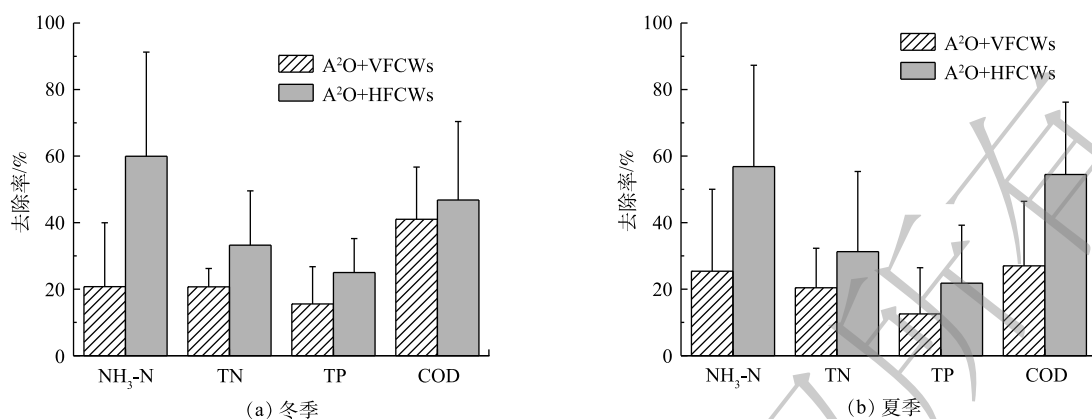 100
80
60
40
20
0
去除率/%
A²O+VFCWs
A²O+HFCWs
NH₃-N TN TP COD
(a) 冬季
100
80
60
40
20
0
去除率/%
A²O+VFCWs
A²O+HFCWs
NH₃-N TN TP COD
(b) 夏季
所有